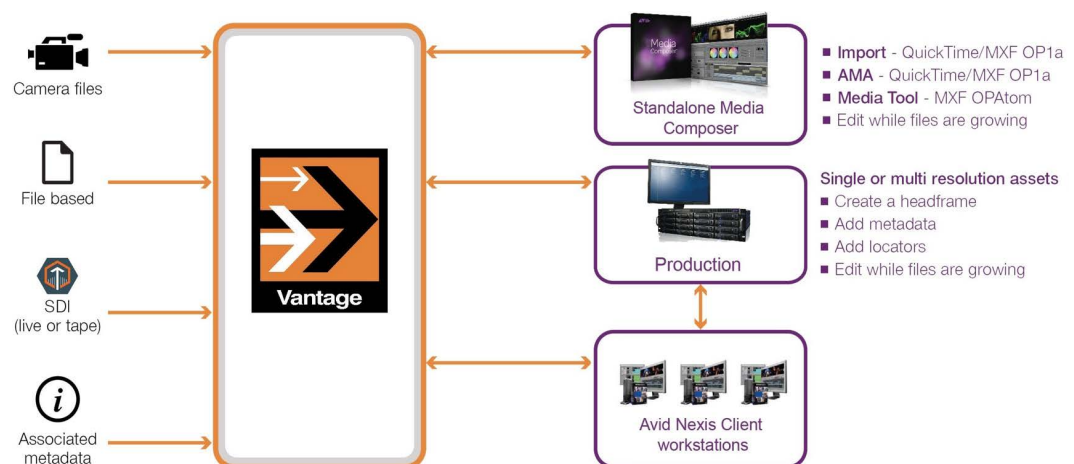 Camera files
File based
SDI
(live or tape)
Associated
metadata
Vantage
Media
Composer
Standalone Media
Composer
■ Import - QuickTime/MXF OP1a
■ AMA - QuickTime/MXF OP1a
■ Media Tool - MXF OPAtom
■ Edit while files are growing
Production
Single or multi resolution assets
■ Create a headframe
■ Add metadata
■ Add locators
■ Edit while files are growing
Avid Nexis Client
workstations